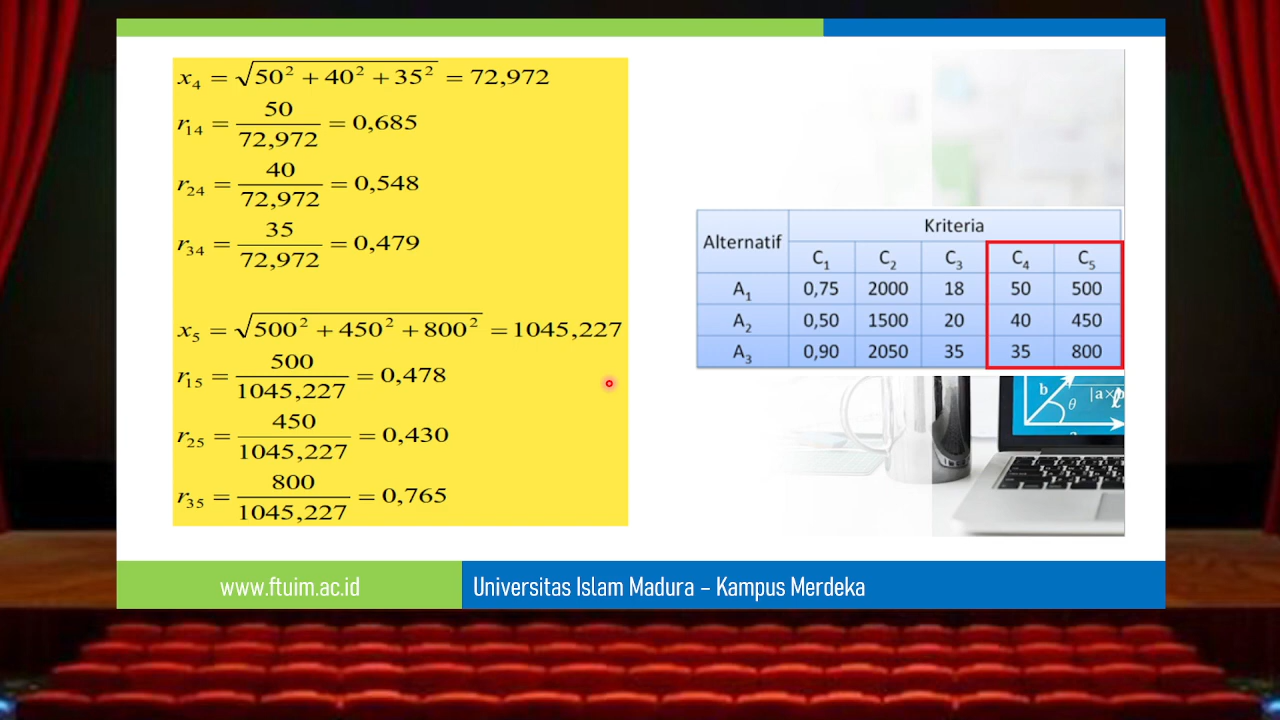 x₄ = √(50² + 40² + 35²) = 72,972
r₁₄ = 50/72,972 = 0,685
r₂₄ = 40/72,972 = 0,548
r₃₄ = 35/72,972 = 0,479
x₅ = √(500² + 450² + 800²) = 1045,227
r₁₅ = 500/1045,227 = 0,478
r₂₅ = 450/1045,227 = 0,430
r₃₅ = 800/1045,227 = 0,765
Alternatif Kriteria
C₁ C₂ C₃ C₄ C₅
A₁ 0,75 2000 18 50 500
A₂ 0,50 1500 20 40 450
A₃ 0,90 2050 35 35 800
b θ |a×
www.ftuim.ac.id
Universitas Islam Madura – Kampus Merdeka